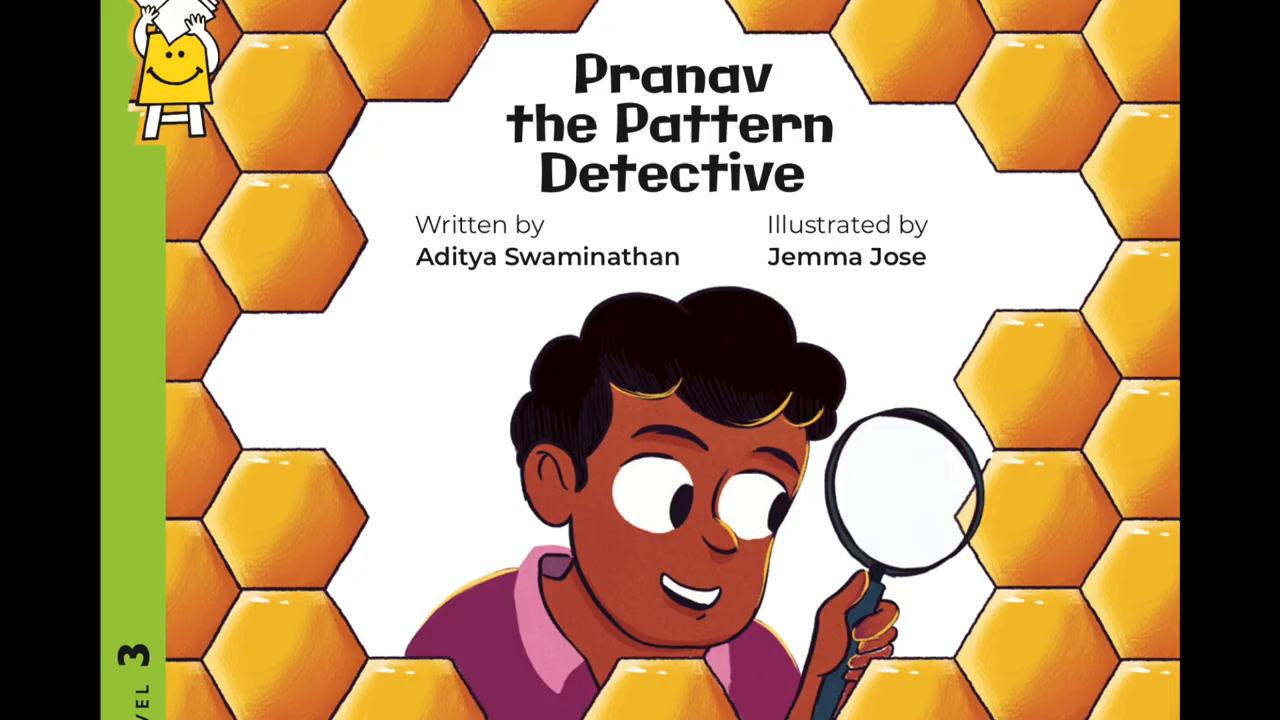 Pranav
the Pattern
Detective
Written by
Aditya Swaminathan
Illustrated by
Jemma Jose
3